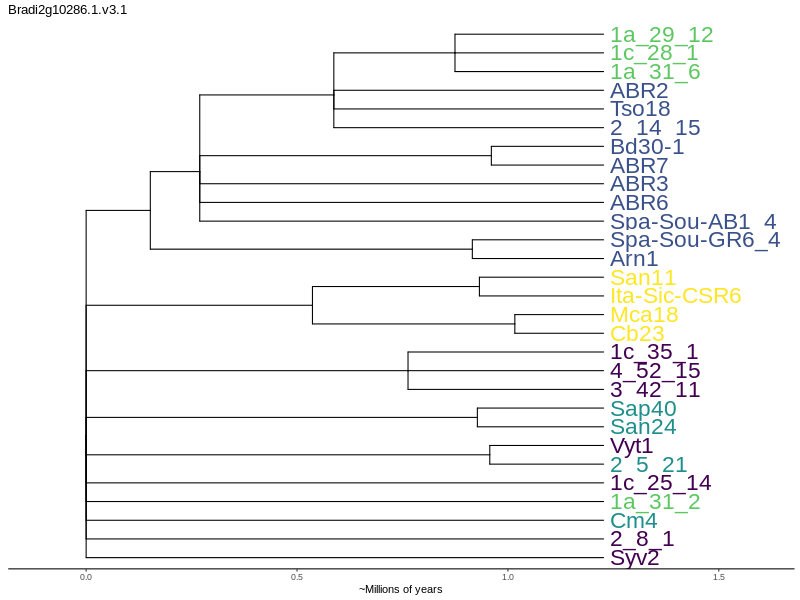 Bradi2g10286.1.v3.1
1a_29_12
1c_28_1
1a_31_6
ABR2
Tso18
2_14_15
Bd30-1
ABR7
ABR3
ABR6
Spa-Sou-AB1_4
Spa-Sou-GR6_4
Arn1
San11
Ita-Sic-CSR6
Mca18
Cb23
1c_35_1
4_52_15
3_42_11
Sap40
San24
Vyt1
2_5_21
1c_25_14
1a_31_2
Cm4
2_8_1
Syv2
0.0 0.5 1.0 1.5
~Millions of years